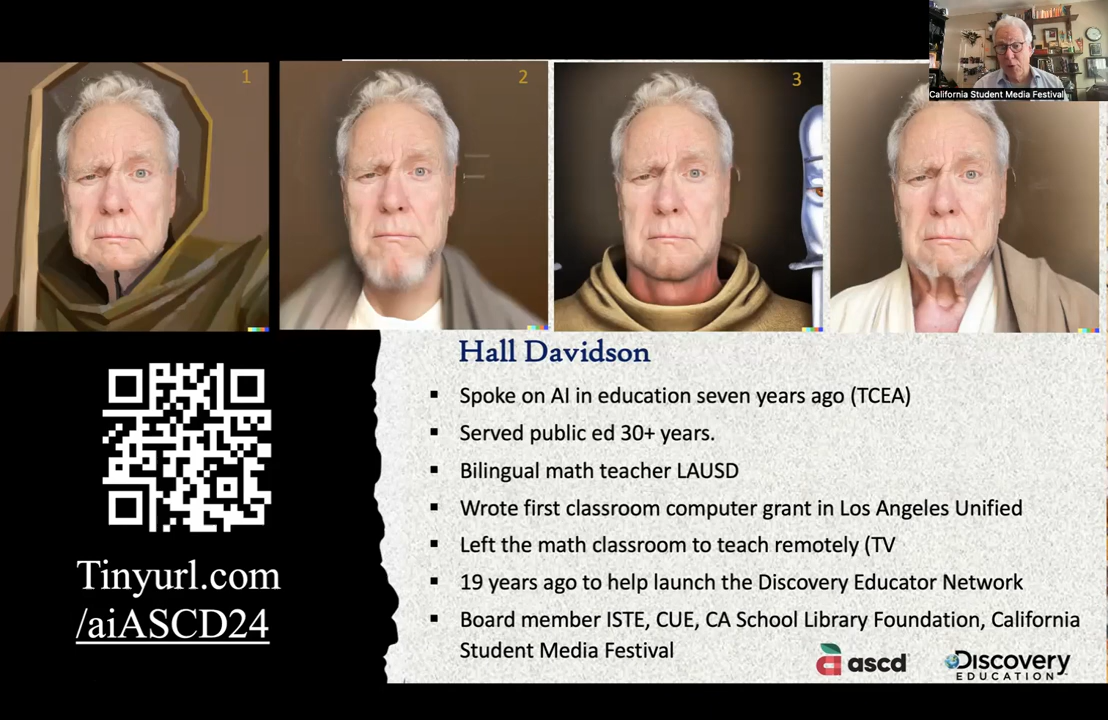 1
2
3
California Student Media Festival
Hall Davidson
▪ Spoke on AI in education seven years ago (TCEA)
▪ Served public ed 30+ years.
▪ Bilingual math teacher LAUSD
▪ Wrote first classroom computer grant in Los Angeles Unified
▪ Left the math classroom to teach remotely (TV
▪ 19 years ago to help launch the Discovery Educator Network
▪ Board member ISTE, CUE, CA School Library Foundation, California
Student Media Festival
Tinyurl.com
/aiASCD24
ascd
Discovery
EDUCATION